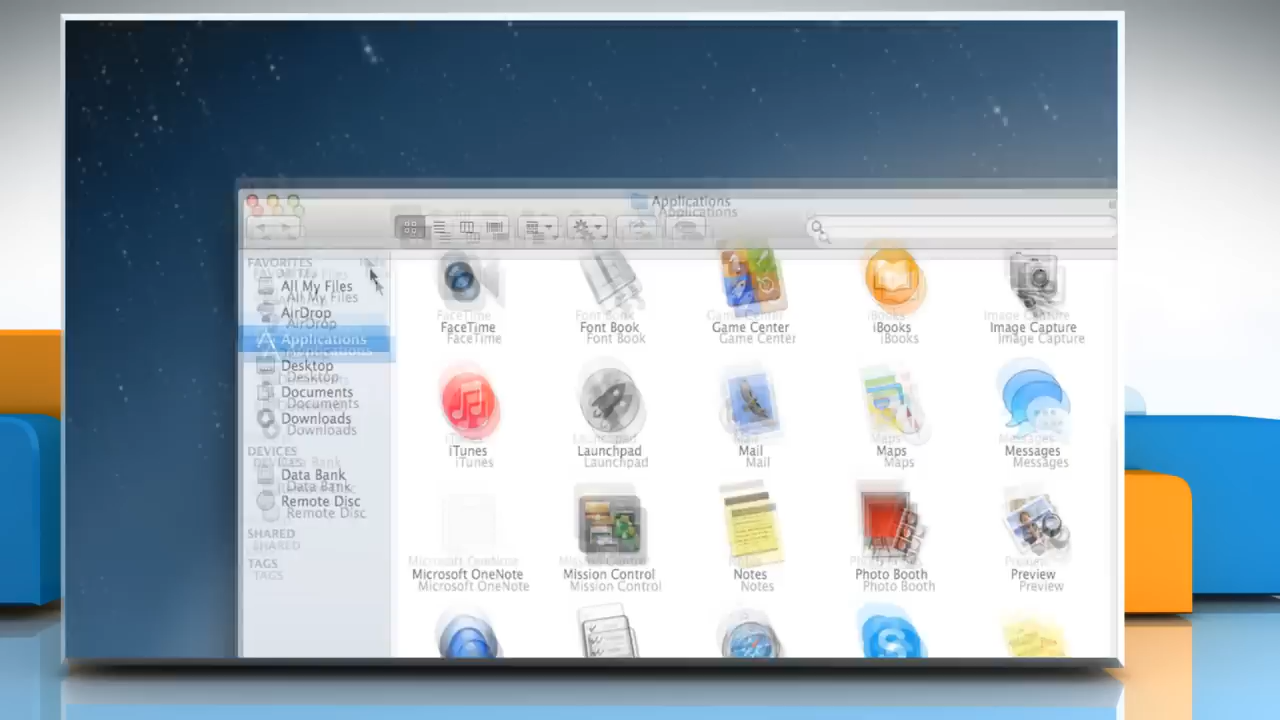 Applications
FAVORITES
All My Files
AirDrop
Applications
Desktop
Documents
Downloads
DEVICES
Data Bank
Remote Disc
SHARED
TAGS
FaceTime Font Book Game Center iBooks Image Capture
iTunes Launchpad Mail Maps Messages
Microsoft OneNote Mission Control Notes Photo Booth Preview